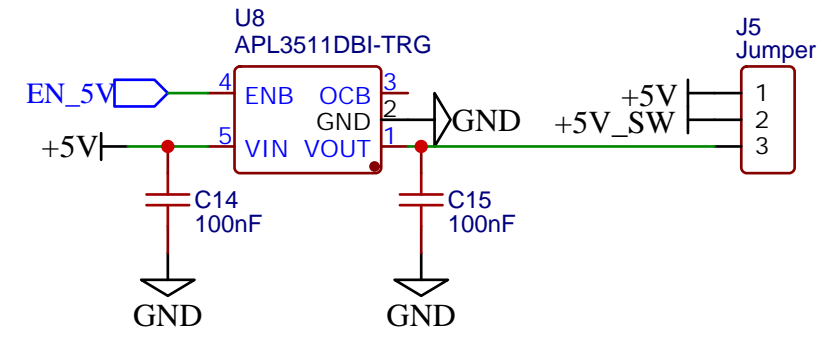 U8
APL3511DBI-TRG
J5
Jumper
EN_5V
4
ENB
OCB
3
GND
2
GND
+5V
5
VIN
VOUT
1
+5V
1
+5V_SW
2
3
C14
100nF
C15
100nF
GND
GND